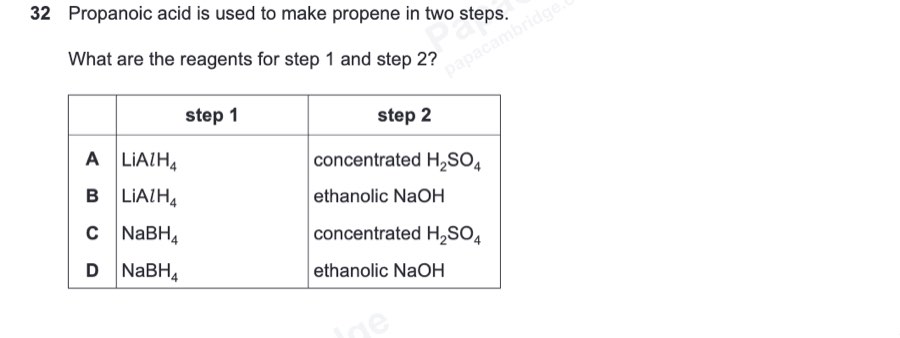 32 Propanoic acid is used to make propene in two steps.
What are the reagents for step 1 and step 2?
step 1 step 2
A LiAlH₄ concentrated H₂SO₄
B LiAlH₄ ethanolic NaOH
C NaBH₄ concentrated H₂SO₄
D NaBH₄ ethanolic NaOH